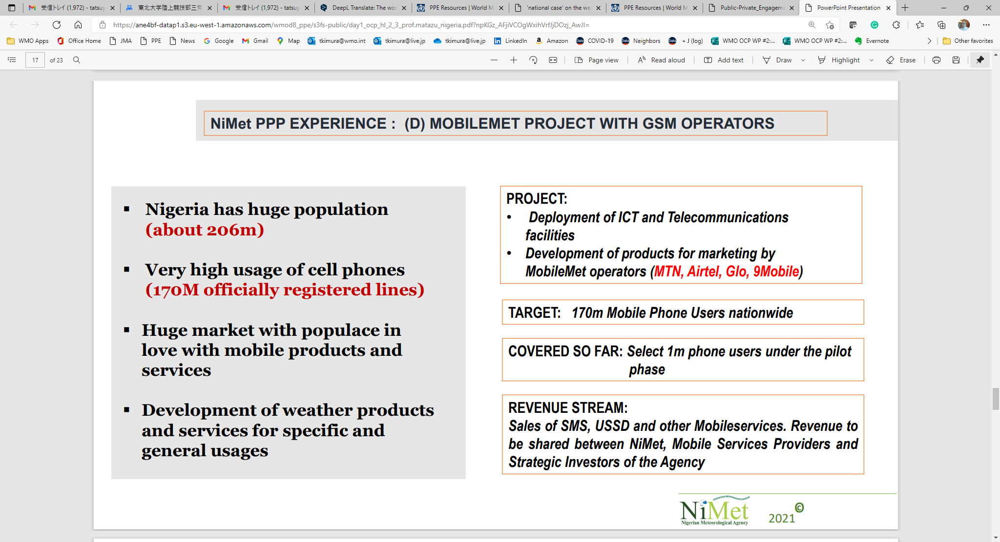 受信トレイ (1,972) - tatsuy
東北大学陸上競技部三秀
受信トレイ (1,972) - tatsuy
DeepL Translate: The wor
PPE Resources | World M
'national case' on the we
PPE Resources | World M
Public-Private_Engageme
PowerPoint Presentation
https://ane4bf-datap1.s3.eu-west-1.amazonaws.com/wmod8_ppe/s3fs-public/day1_ocp_hl_2_3_prof.matazu_nigeria.pdf?npKGz_AFjiVCOgWxihVrfJjDOzj_AwJI=
WMO Apps
Office Home
JMA
PPE
News
Google
Gmail
Map
tkimura@wmo.int
tkimura@live.jp
tkimura@live.jp
LinkedIn
Amazon
COVID-19
Neighbors
+ J (log)
WMO OCP WP #2:...
WMO OCP WP #2:...
Evernote
Other favorites
17 of 23
Page view
Read aloud
Add text
Draw
Highlight
Erase
NiMet PPP EXPERIENCE : (D) MOBILEMET PROJECT WITH GSM OPERATORS
▪ Nigeria has huge population
(about 206m)
▪ Very high usage of cell phones
(170M officially registered lines)
▪ Huge market with populace in
love with mobile products and
services
▪ Development of weather products
and services for specific and
general usages
PROJECT:
• Deployment of ICT and Telecommunications
facilities
• Development of products for marketing by
MobileMet operators (MTN, Airtel, Glo, 9Mobile)
TARGET: 170m Mobile Phone Users nationwide
COVERED SO FAR: Select 1m phone users under the pilot
phase
REVENUE STREAM:
Sales of SMS, USSD and other Mobileservices. Revenue to
be shared between NiMet, Mobile Services Providers and
Strategic Investors of the Agency
NiMet
Nigerian Meteorological Agency
2021©